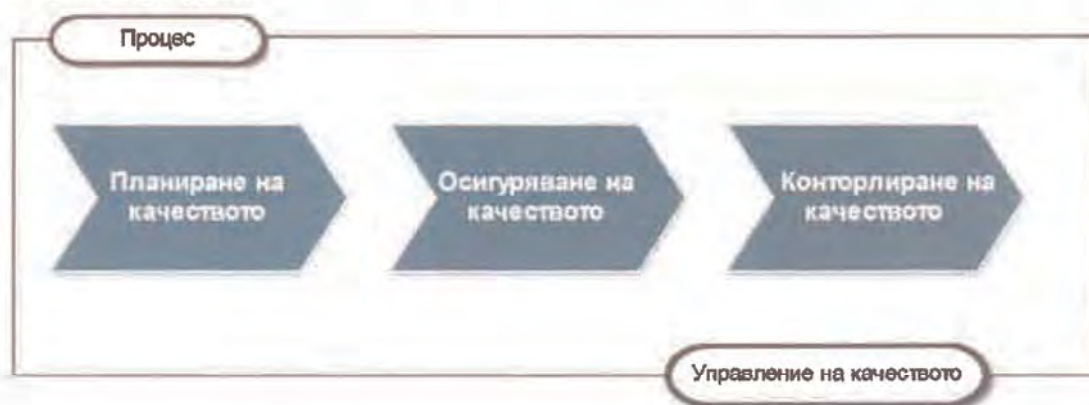 Процес
Планиране на
качеството
Осигуряване на
качеството
Конторлиране на
качеството
Управление на качеството